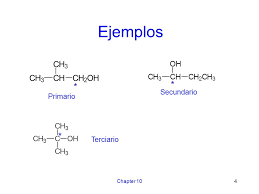 Ejemplos
CH3
CH3 CH CH2OH
*
Primario
OH
CH3 CH CH2CH3
*
Secundario
CH3
*
CH3 C OH
CH3
Terciario
Chapter 10 4